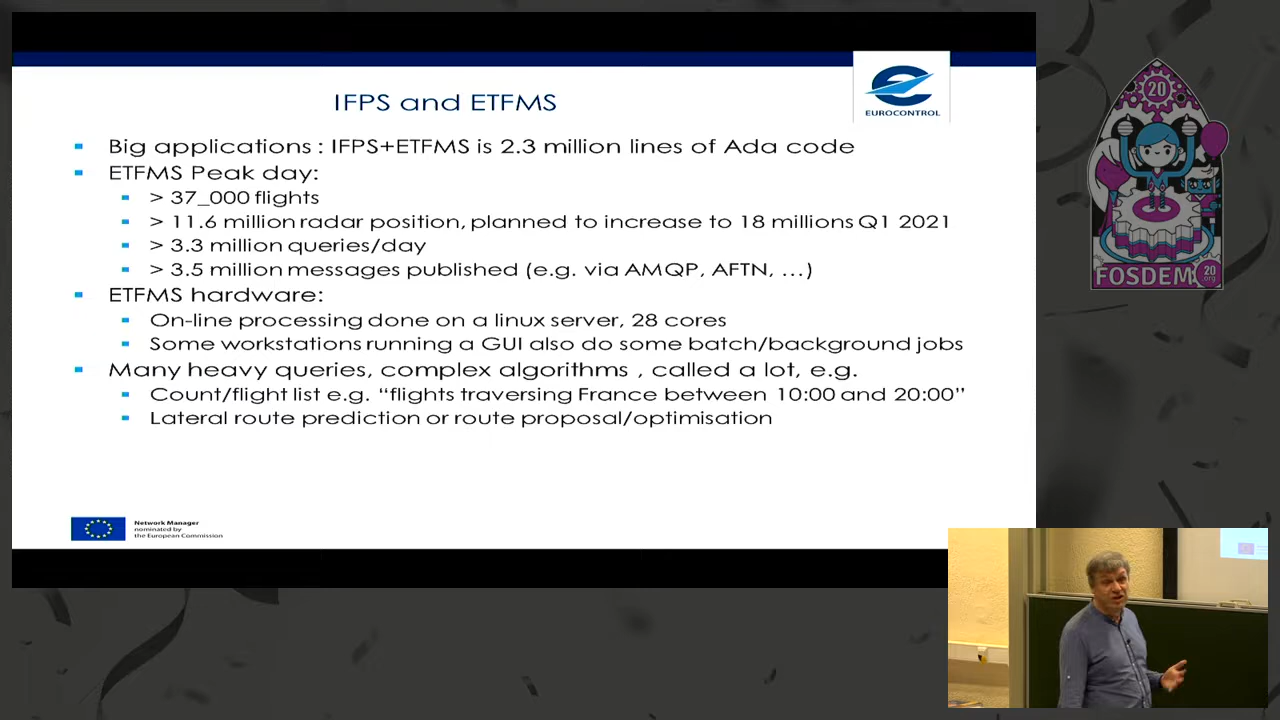 IFPS and ETFMS
EUROCONTROL
Big applications : IFPS+ETFMS is 2.3 million lines of Ada code
ETFMS Peak day:
> 37_000 flights
> 11.6 million radar position, planned to increase to 18 millions Q1 2021
> 3.3 million queries/day
> 3.5 million messages published (e.g. via AMQP, AFTN, …)
ETFMS hardware:
On-line processing done on a linux server, 28 cores
Some workstations running a GUI also do some batch/background jobs
Many heavy queries, complex algorithms , called a lot, e.g.
Count/flight list e.g. “flights traversing France between 10:00 and 20:00”
Lateral route prediction or route proposal/optimisation
Network Manager
nominated by
the European Commission
20
FOSDEM
20
.org